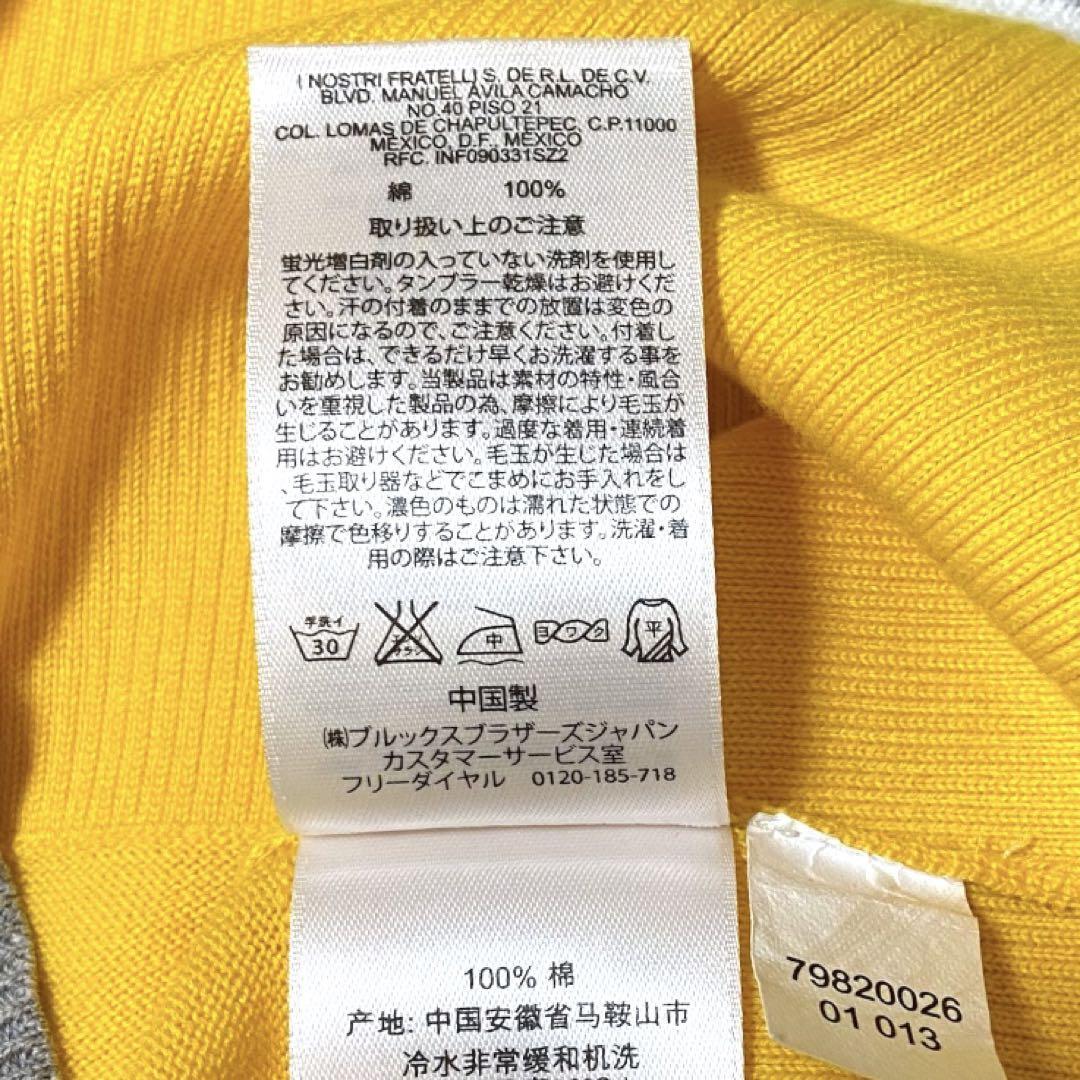 I NOSTRI FRATELLI S. DE R.L. DE C.V.
BLVD. MANUEL ÁVILA CAMACHO
NO.40 PISO 21
COL. LOMAS DE CHAPULTEPEC, C.P.11000
MÉXICO, D.F., MÉXICO
RFC. INF090331SZ2
綿 100%
取り扱い上のご注意
蛍光増白剤の入っていない洗剤を使用し
てください。タンブラー乾燥はお避けくだ
さい。汗の付着のままでの放置は変色の
原因になるので、ご注意ください。付着し
た場合は、できるだけ早くお洗濯する事を
お勧めします。当製品は素材の特性・風合
いを重視した製品の為、摩擦により毛玉が
生じることがあります。過度な着用・連続着
用はお避けください。毛玉が生じた場合は
、毛玉取り器などでこまめにお手入れをし
て下さい。濃色のものは濡れた状態での
摩擦で色移りすることがあります。洗濯・着
用の際はご注意下さい。
手洗イ
30
エンソ
サラシ
中
ヨワク
平
中国製
㈱ブルックスブラザーズジャパン
カスタマーサービス室
フリーダイヤル 0120-185-718
100% 棉
产地: 中国安徽省马鞍山市
冷水非常缓和机洗
79820026
01 013